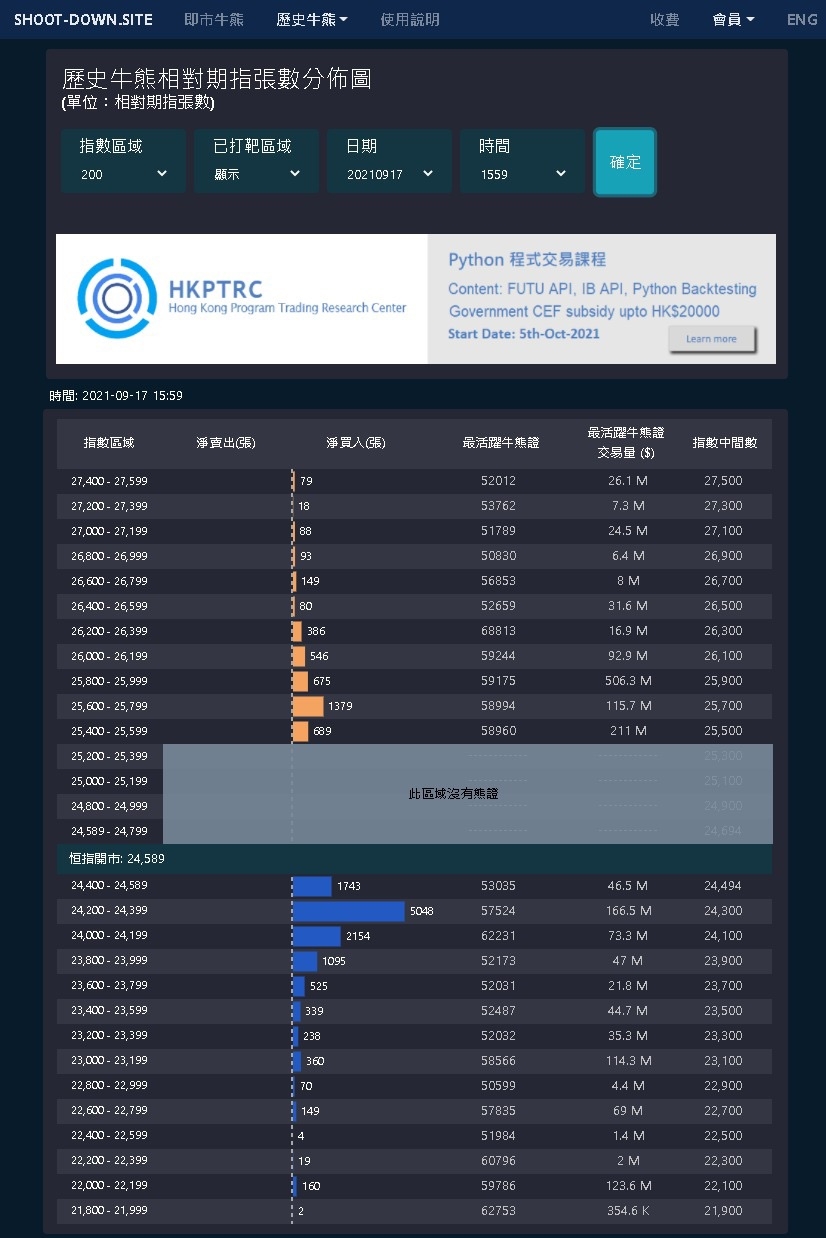 SHOOT-DOWN.SITE 即市牛熊 歷史牛熊 使用說明 收費 會員 ENG
歷史牛熊相對期指張數分佈圖
(單位：相對期指張數)
指數區域 已打靶區域 日期 時間
200 顯示 20210917 1559 確定
HKPTRC
Hong Kong Program Trading Research Center
Python 程式交易課程
Content: FUTU API, IB API, Python Backtesting
Government CEF subsidy upto HK$20000
Start Date: 5th-Oct-2021
Learn more
時間: 2021-09-17 15:59
指數區域 淨賣出(張) 淨買入(張) 最活躍牛熊證 最活躍牛熊證 交易量 ($) 指數中間數
27,400 - 27,599 79 52012 26.1 M 27,500
27,200 - 27,399 18 53762 7.3 M 27,300
27,000 - 27,199 88 51789 24.5 M 27,100
26,800 - 26,999 93 50830 6.4 M 26,900
26,600 - 26,799 149 56853 8 M 26,700
26,400 - 26,599 80 52659 31.6 M 26,500
26,200 - 26,399 386 68813 16.9 M 26,300
26,000 - 26,199 546 59244 92.9 M 26,100
25,800 - 25,999 675 59175 506.3 M 25,900
25,600 - 25,799 1379 58994 115.7 M 25,700
25,400 - 25,599 689 58960 211 M 25,500
25,200 - 25,399 ------------ ------------ 25,300
25,000 - 25,199 ------------ ------------ 25,100
此區域沒有熊證
24,800 - 24,999 ------------ ------------ 24,900
24,589 - 24,799 ------------ ------------ 24,694
恒指開市: 24,589
24,400 - 24,589 1743 53035 46.5 M 24,494
24,200 - 24,399 5048 57524 166.5 M 24,300
24,000 - 24,199 2154 62231 73.3 M 24,100
23,800 - 23,999 1095 52173 47 M 23,900
23,600 - 23,799 525 52031 21.8 M 23,700
23,400 - 23,599 339 52487 44.7 M 23,500
23,200 - 23,399 238 52032 35.3 M 23,300
23,000 - 23,199 360 58566 114.3 M 23,100
22,800 - 22,999 70 50599 4.4 M 22,900
22,600 - 22,799 149 57835 69 M 22,700
22,400 - 22,599 4 51984 1.4 M 22,500
22,200 - 22,399 19 60796 2 M 22,300
22,000 - 22,199 160 59786 123.6 M 22,100
21,800 - 21,999 2 62753 354.6 K 21,900